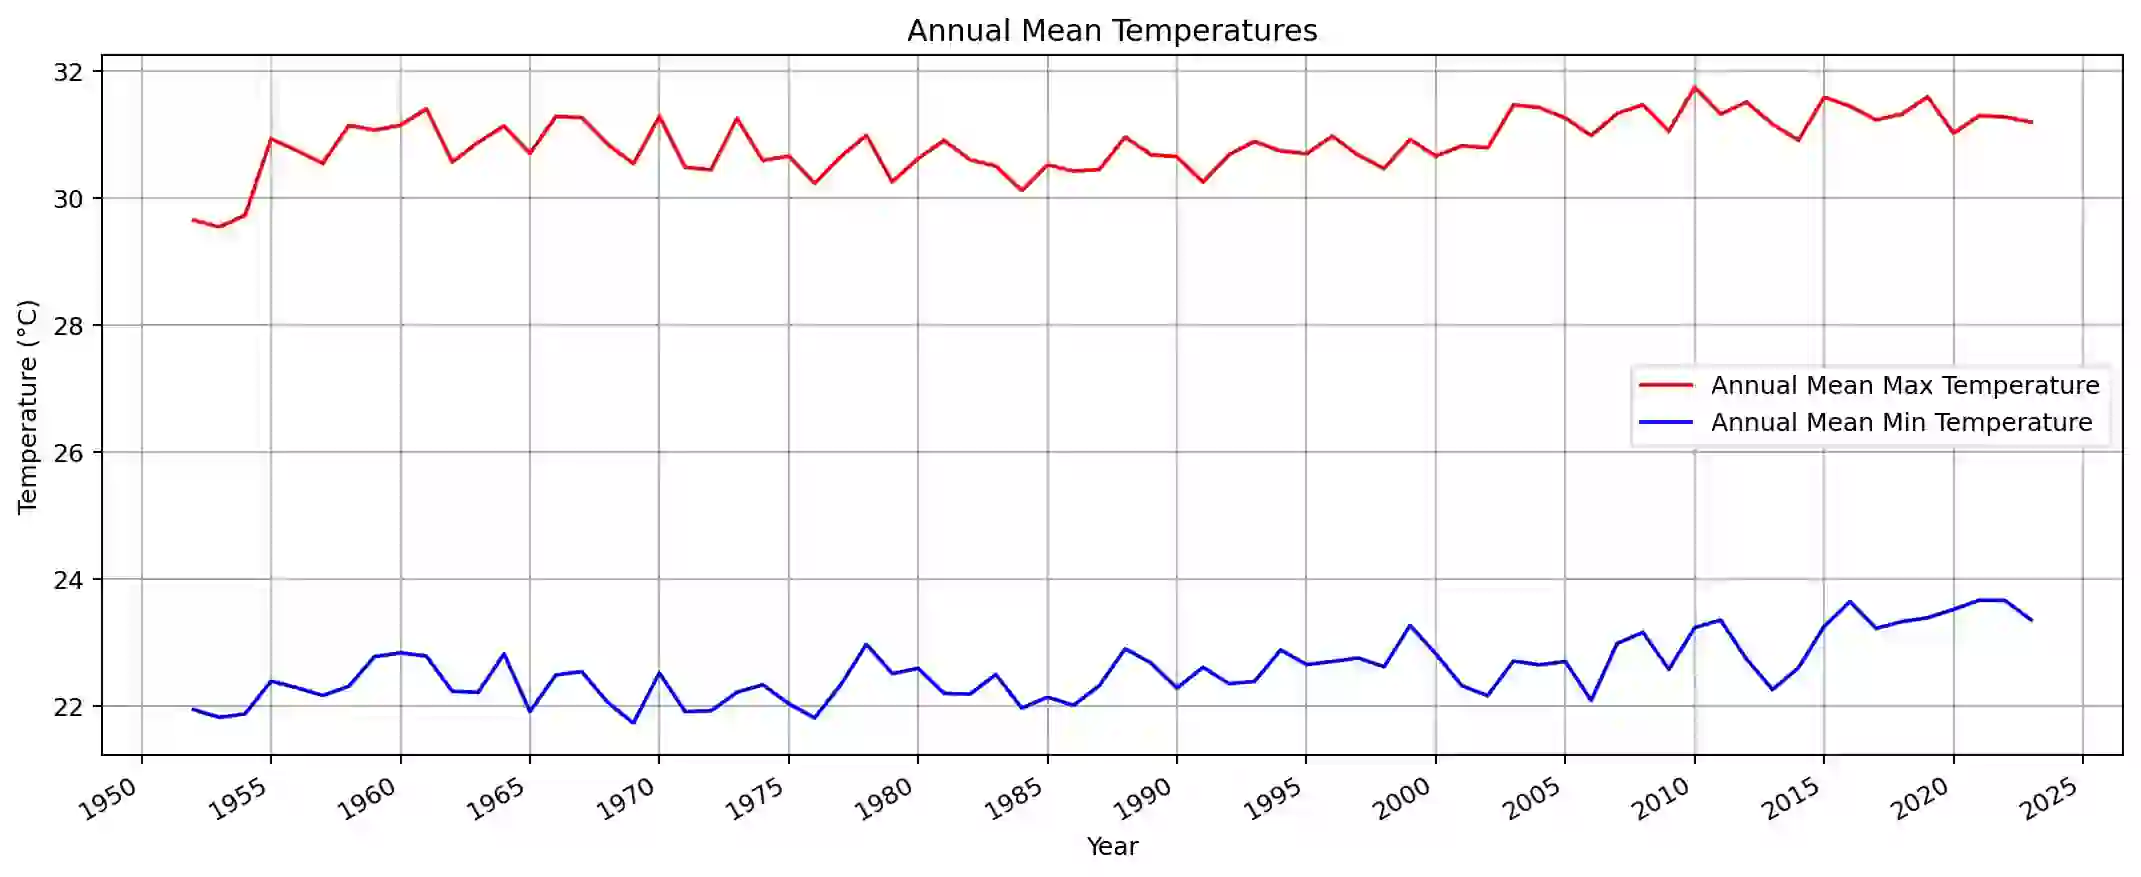 Annual Mean Temperatures
32
30
28
26
24
22
Temperature (°C)
Annual Mean Max Temperature
Annual Mean Min Temperature
1950 1955 1960 1965 1970 1975 1980 1985 1990 1995 2000 2005 2010 2015 2020 2025
Year